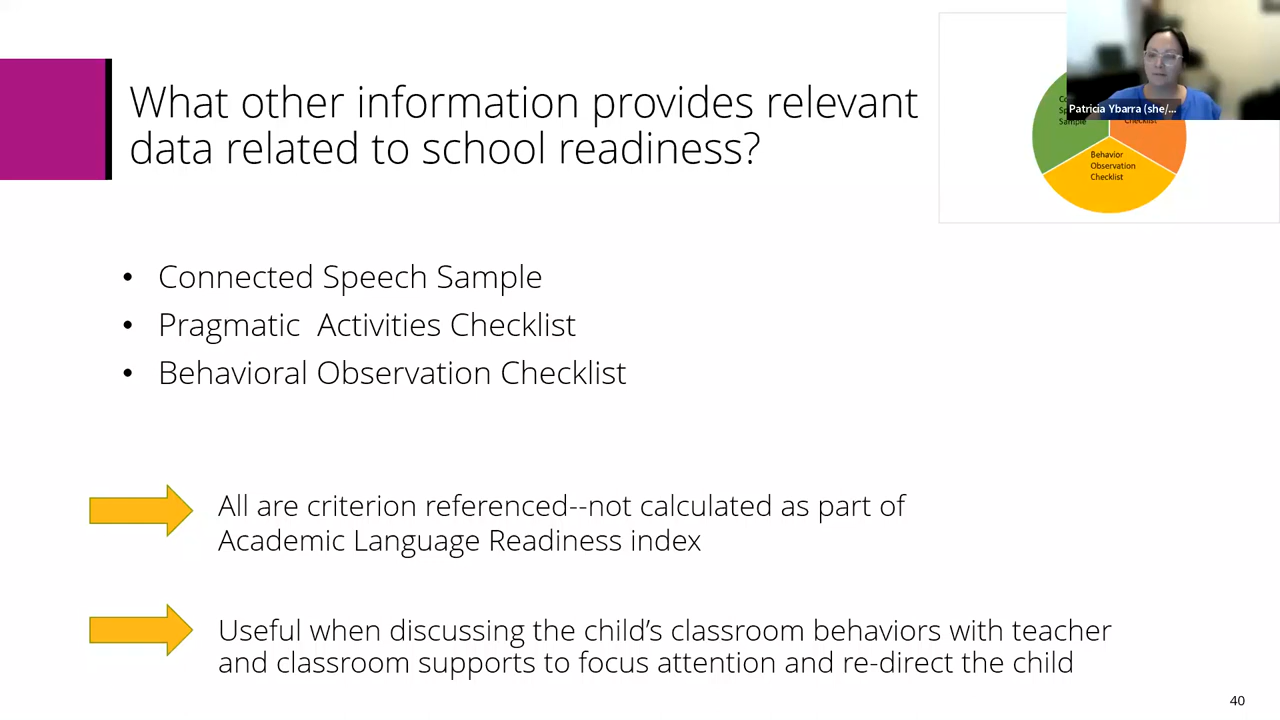 What other information provides relevant
data related to school readiness?
Patricia Ybarra (she/...
Sample
Checklist
Behavior
Observation
Checklist
• Connected Speech Sample
• Pragmatic  Activities Checklist
• Behavioral Observation Checklist
All are criterion referenced--not calculated as part of
Academic Language Readiness index
Useful when discussing the child’s classroom behaviors with teacher
and classroom supports to focus attention and re-direct the child
40